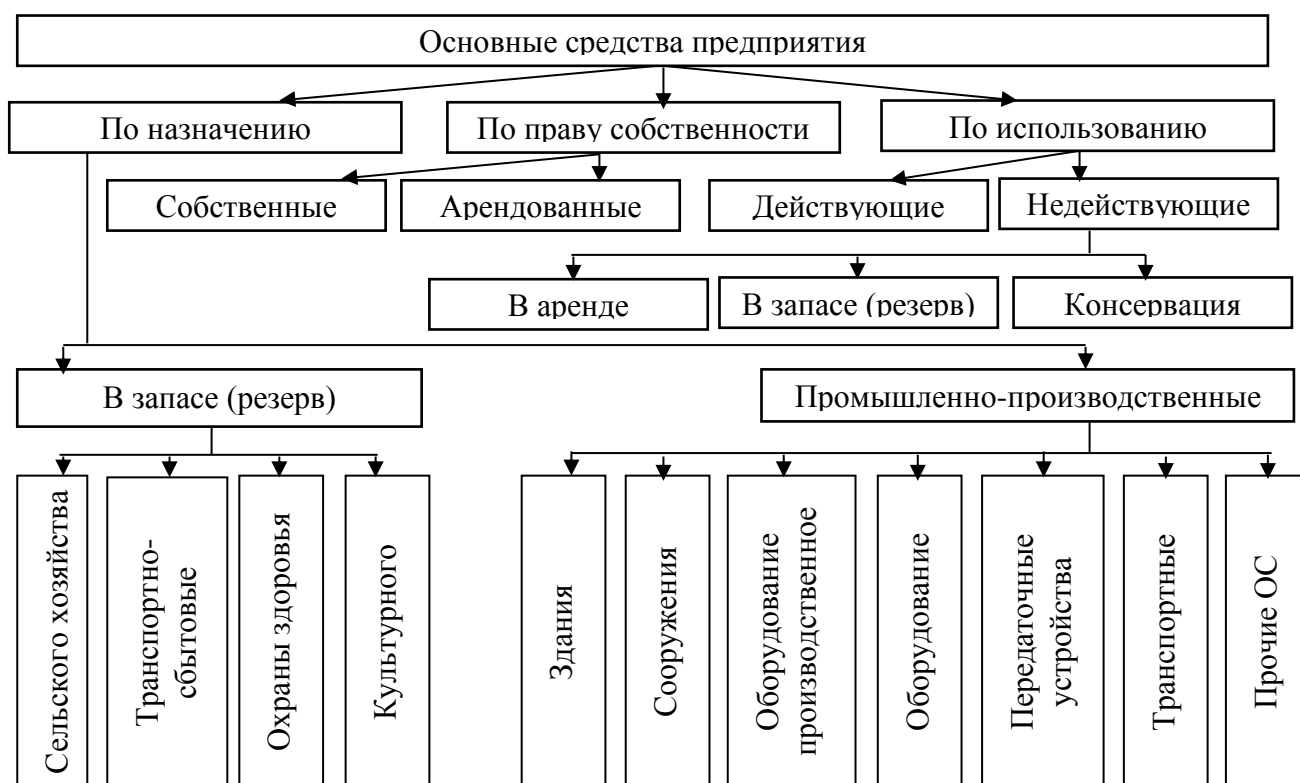 Основные средства предприятия
По назначению
По праву собственности
По использованию
Собственные
Арендованные
Действующие
Недействующие
В аренде
В запасе (резерв)
Консервация
В запасе (резерв)
Промышленно-производственные
Сельского хозяйства
Транспортно-
сбытовые
Охраны здоровья
Культурного
Здания
Сооружения
Оборудование
производственное
Оборудование
Передаточные
устройства
Транспортные
Прочие ОС